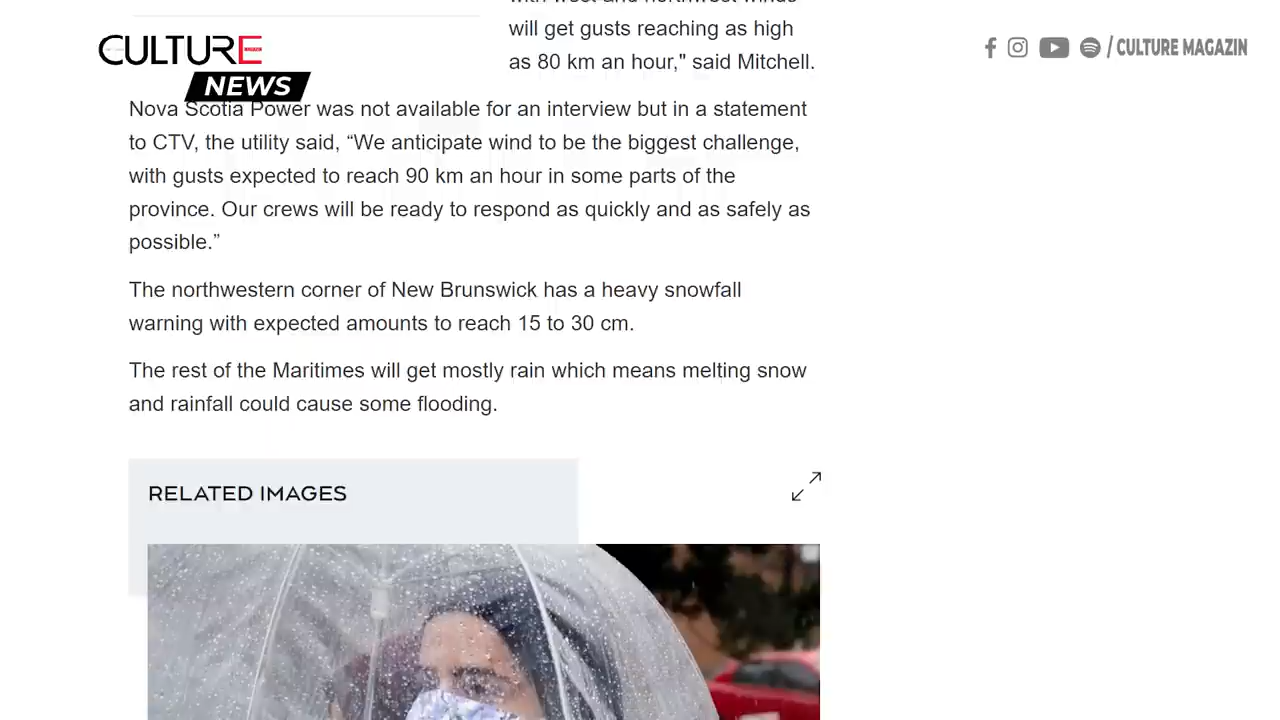 will get gusts reaching as high
as 80 km an hour," said Mitchell.
CULTURE
NEWS
/ CULTURE MAGAZIN
Nova Scotia Power was not available for an interview but in a statement
to CTV, the utility said, “We anticipate wind to be the biggest challenge,
with gusts expected to reach 90 km an hour in some parts of the
province. Our crews will be ready to respond as quickly and as safely as
possible.”
The northwestern corner of New Brunswick has a heavy snowfall
warning with expected amounts to reach 15 to 30 cm.
The rest of the Maritimes will get mostly rain which means melting snow
and rainfall could cause some flooding.
RELATED IMAGES